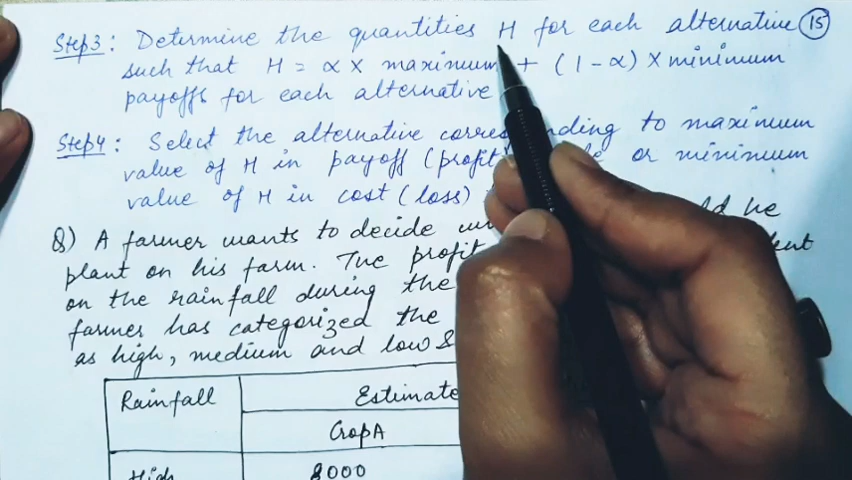 Step3: Determine the quantities H for each alternative 15
such that H = α × maximum + (1 - α) × minimum
payoffs for each alternative
Step4: Select the alternative corres nding to maximum
value of H in payoff (profit) or minimum
value of H in cost (loss)
Q) A farmer wants to decide he
plant on his farm. The profit
on the rainfall during the
farmer has categorized the
as high, medium and low &
Rainfall Estimate
Crop A
High 8000